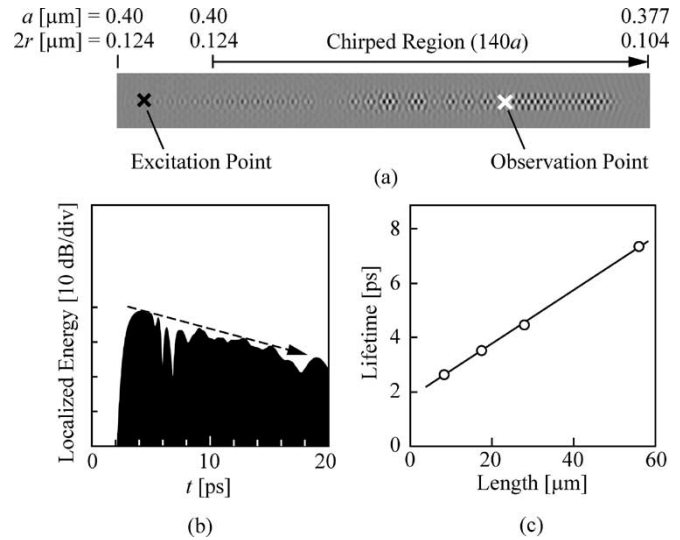 a [μm] = 0.40 0.40 0.377
2r [μm] = 0.124 0.124 Chirped Region (140a) 0.104
Excitation Point Observation Point
(a)
Localized Energy [10 dB/div]
0 10 20
t [ps]
(b)
Lifetime [ps]
8
6
4
2
0
0 20 40 60
Length [μm]
(c)